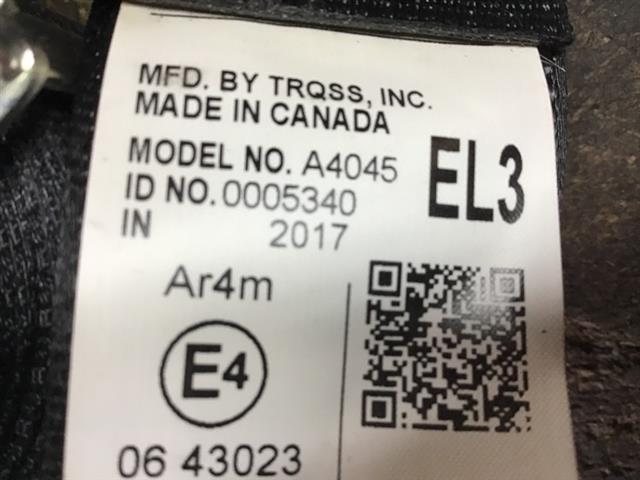 MFD. BY TRQSS, INC.
MADE IN CANADA
MODEL NO. A4045
ID NO. 0005340
IN 2017
EL3
Ar4m
E4
06 43023